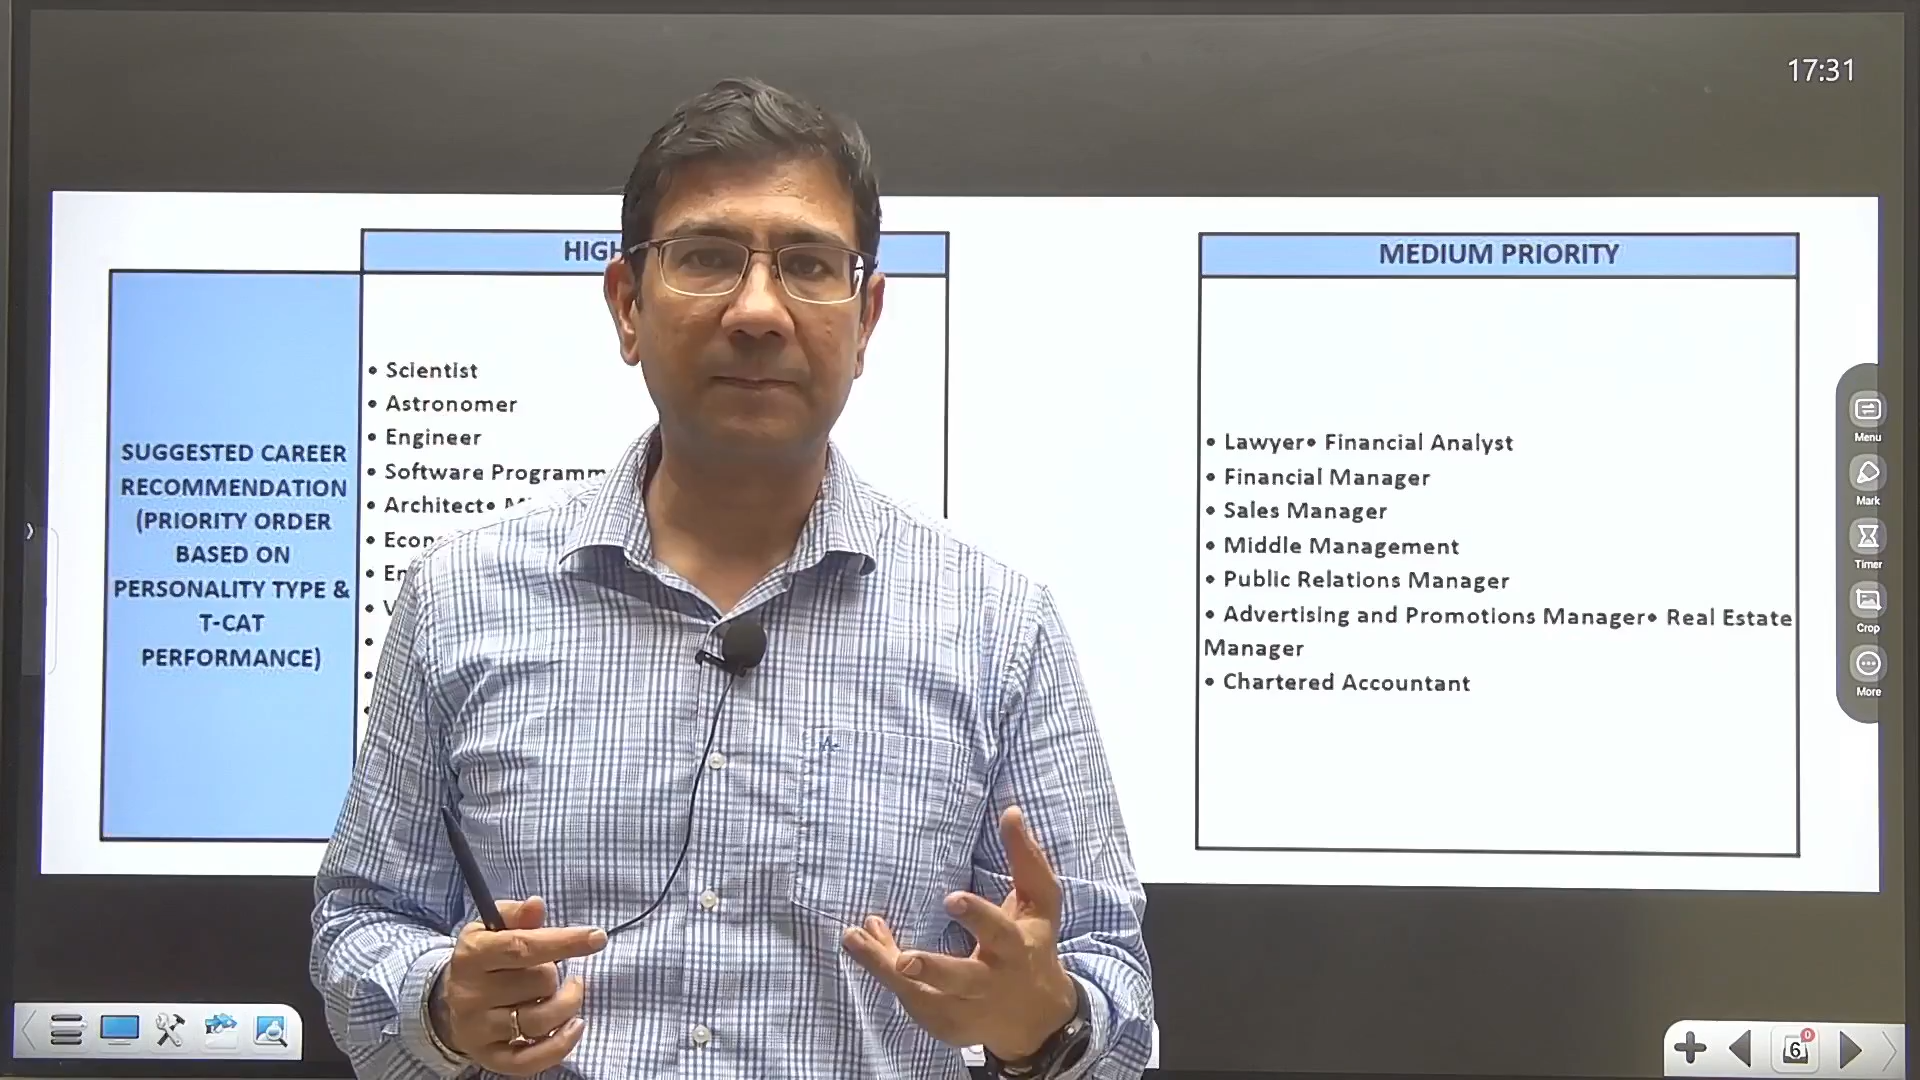 17:31
HIGH
SUGGESTED CAREER
RECOMMENDATION
(PRIORITY ORDER
BASED ON
PERSONALITY TYPE &
T-CAT
PERFORMANCE)
• Scientist
• Astronomer
• Engineer
• Software Programm
• Architect•
MEDIUM PRIORITY
• Lawyer• Financial Analyst
• Financial Manager
• Sales Manager
• Middle Management
• Public Relations Manager
• Advertising and Promotions Manager• Real Estate
Manager
• Chartered Accountant
Menu
Mark
Timer
Crop
More
6
0